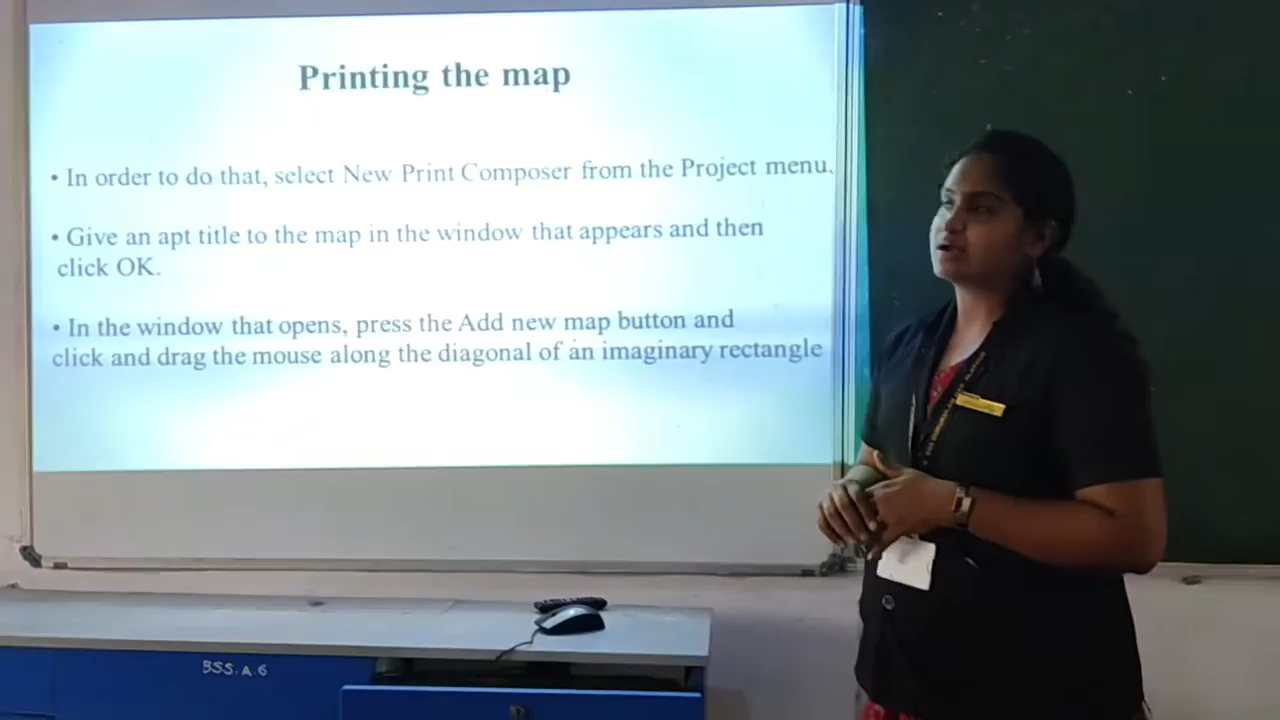 Printing the map
• In order to do that, select New Print Composer from the Project menu.
• Give an apt title to the map in the window that appears and then
click OK.
• In the window that opens, press the Add new map button and
click and drag the mouse along the diagonal of an imaginary rectangle
BSS.A.6